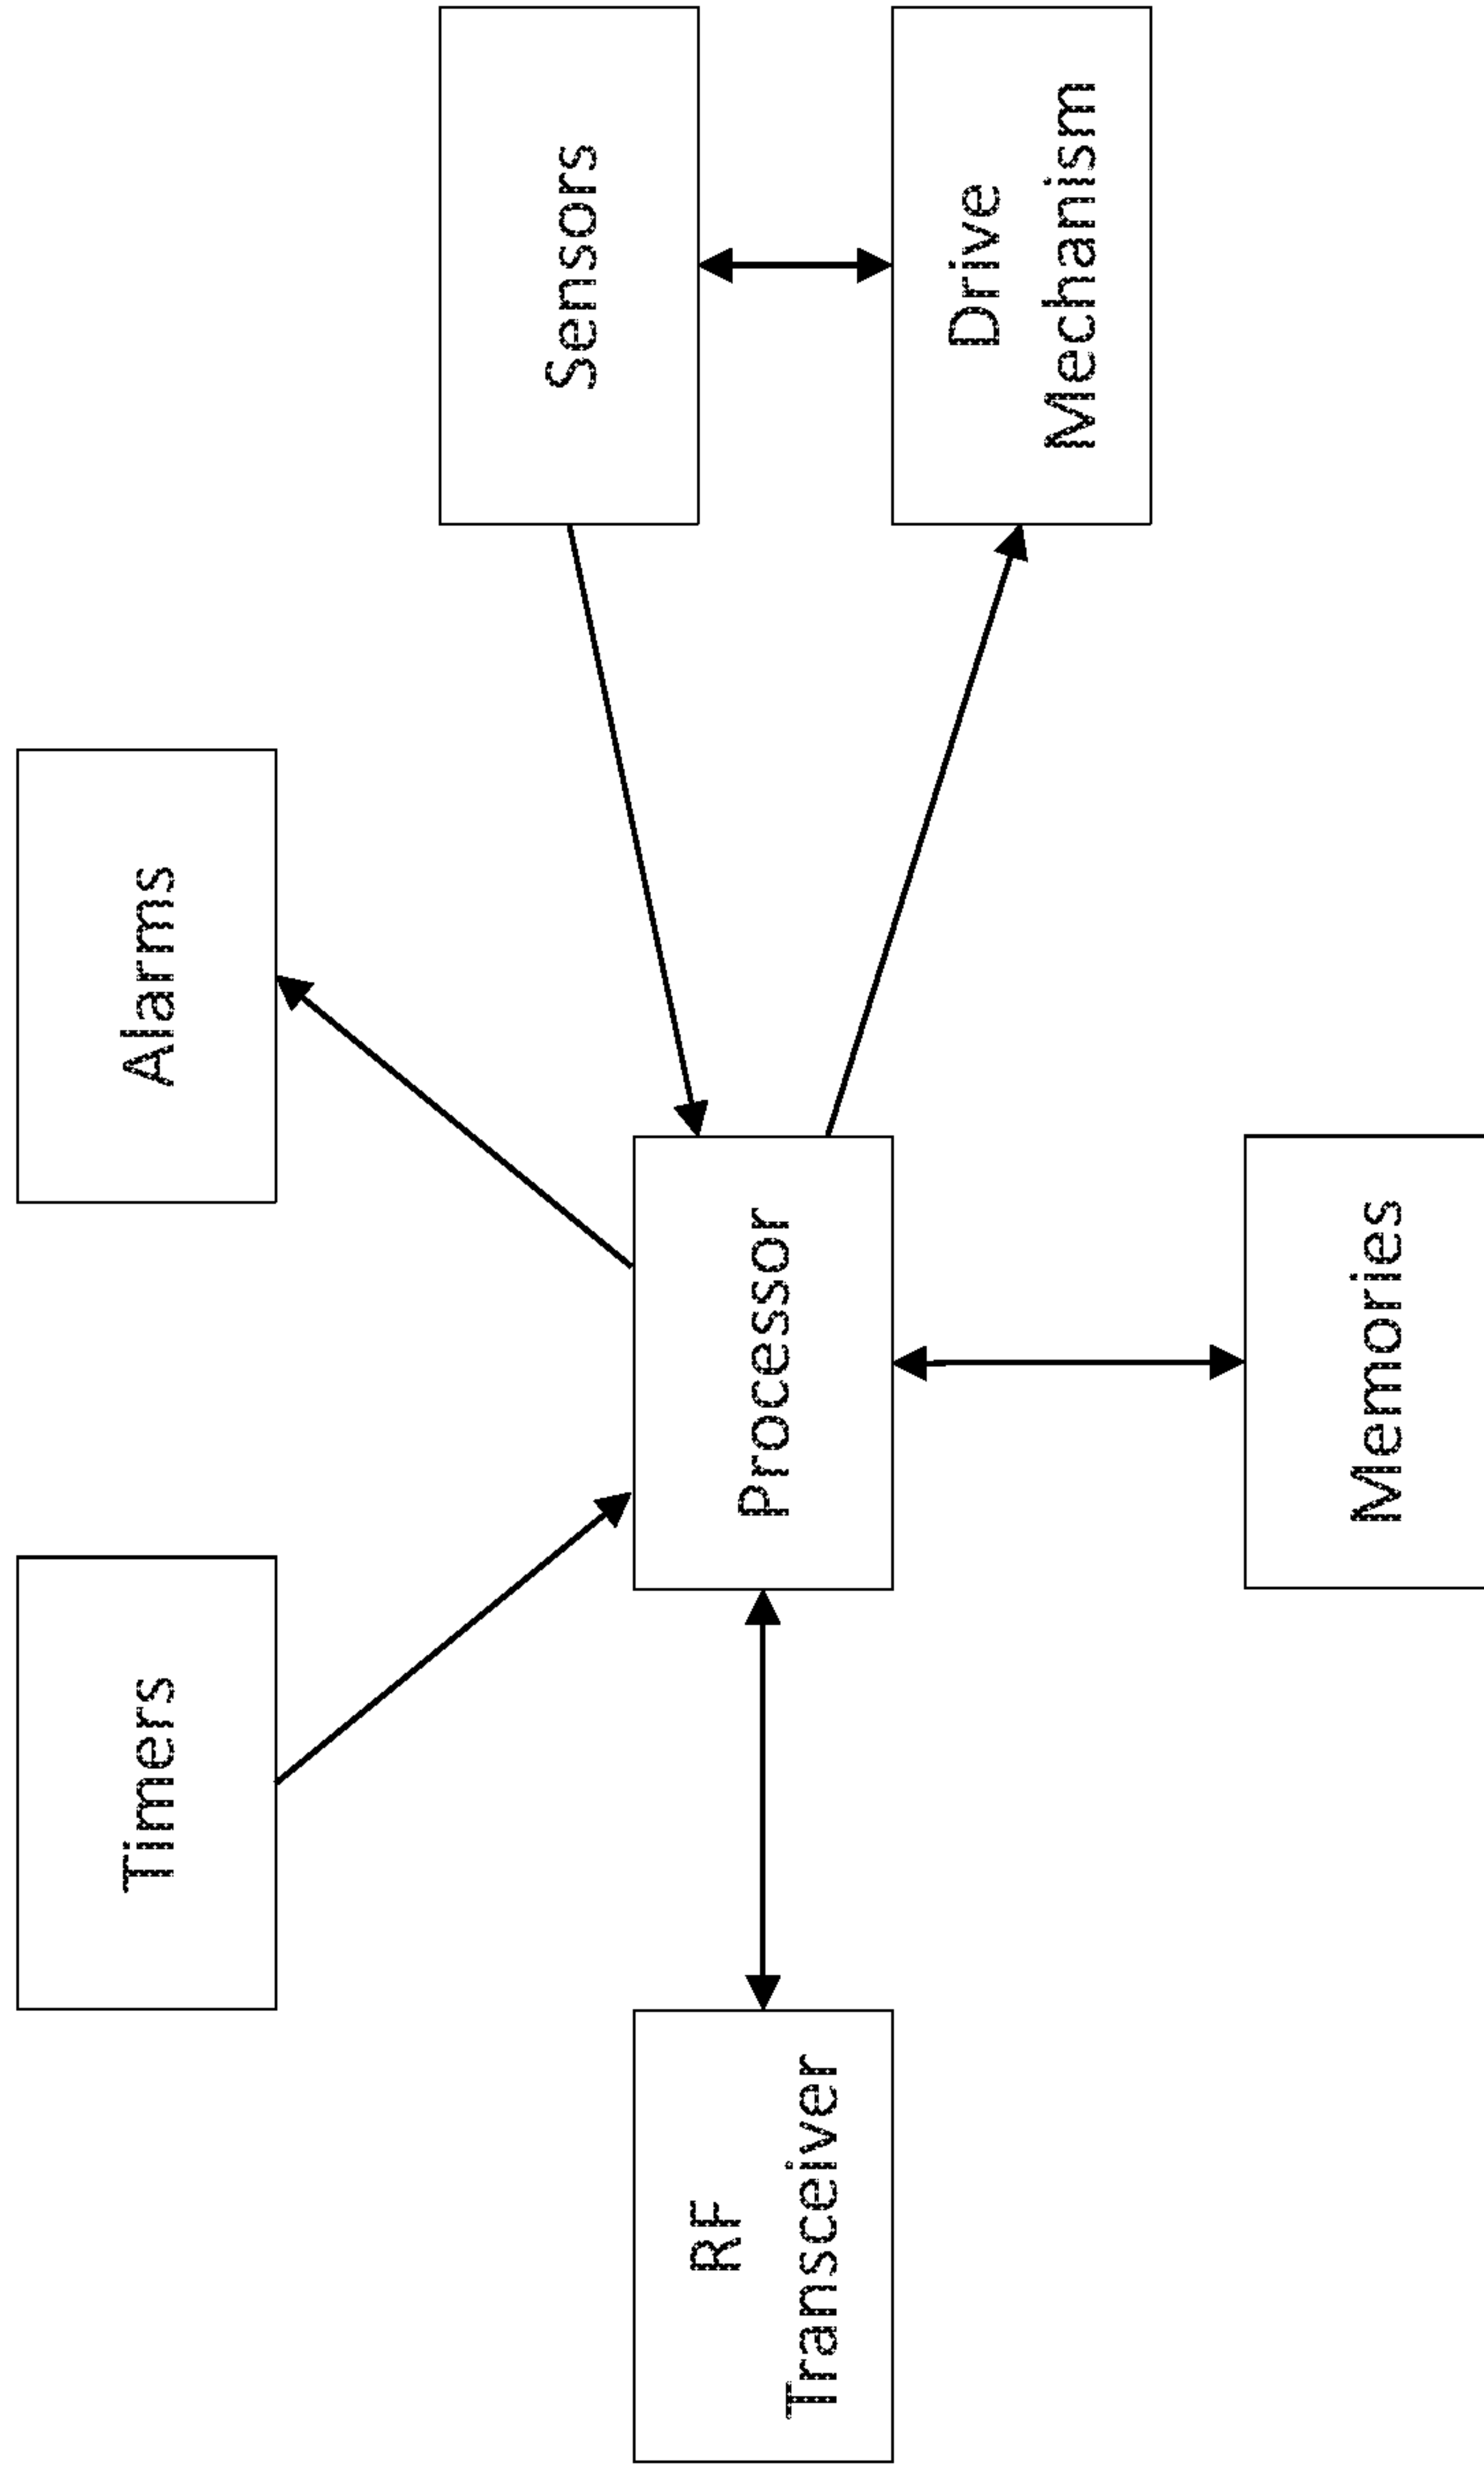 Timers
Alarms
Sensors
RF
Transceiver
Processor
Drive
Mechanism
Memories